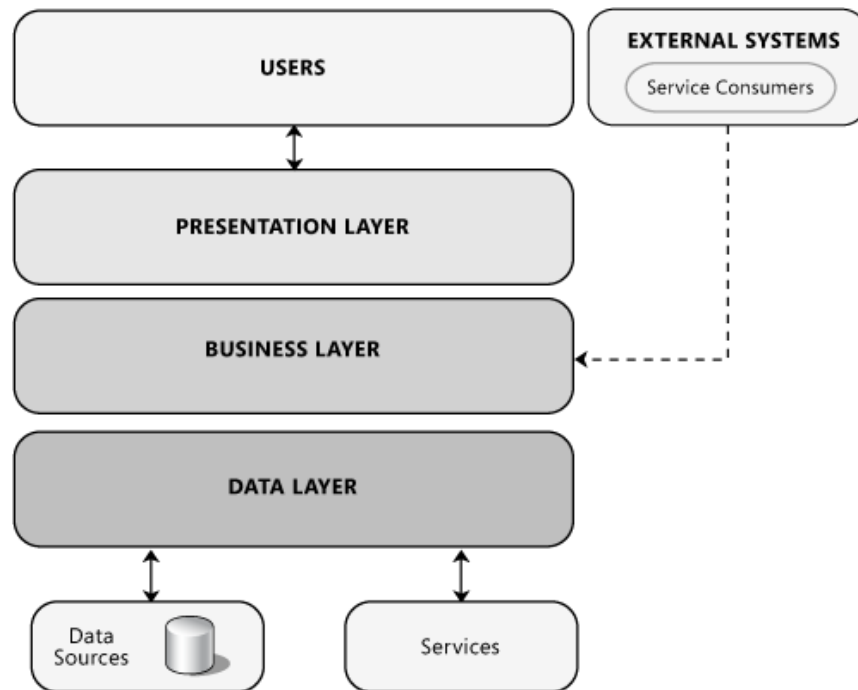 USERS
EXTERNAL SYSTEMS
Service Consumers
PRESENTATION LAYER
BUSINESS LAYER
DATA LAYER
Data
Sources
Services